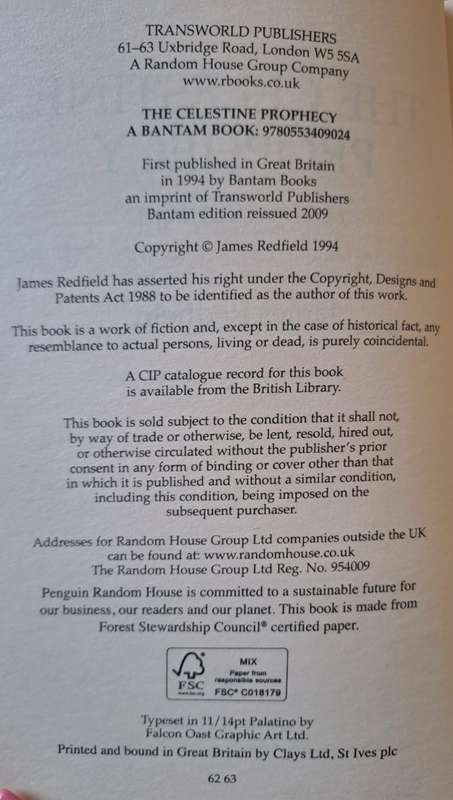 TRANSWORLD PUBLISHERS
61–63 Uxbridge Road, London W5 5SA
A Random House Group Company
www.rbooks.co.uk
THE CELESTINE PROPHECY
A BANTAM BOOK: 9780553409024
First published in Great Britain
in 1994 by Bantam Books
an imprint of Transworld Publishers
Bantam edition reissued 2009
Copyright © James Redfield 1994
James Redfield has asserted his right under the Copyright, Designs and
Patents Act 1988 to be identified as the author of this work.
This book is a work of fiction and, except in the case of historical fact, any
resemblance to actual persons, living or dead, is purely coincidental.
A CIP catalogue record for this book
is available from the British Library.
This book is sold subject to the condition that it shall not,
by way of trade or otherwise, be lent, resold, hired out,
or otherwise circulated without the publisher's prior
consent in any form of binding or cover other than that
in which it is published and without a similar condition,
including this condition, being imposed on the
subsequent purchaser.
Addresses for Random House Group Ltd companies outside the UK
can be found at: www.randomhouse.co.uk
The Random House Group Ltd Reg. No. 954009
Penguin Random House is committed to a sustainable future for
our business, our readers and our planet. This book is made from
Forest Stewardship Council® certified paper.
MIX
Paper from
responsible sources
FSC
www.fsc.org
FSC® C018179
Typeset in 11/14pt Palatino by
Falcon Oast Graphic Art Ltd.
Printed and bound in Great Britain by Clays Ltd, St Ives plc
62 63